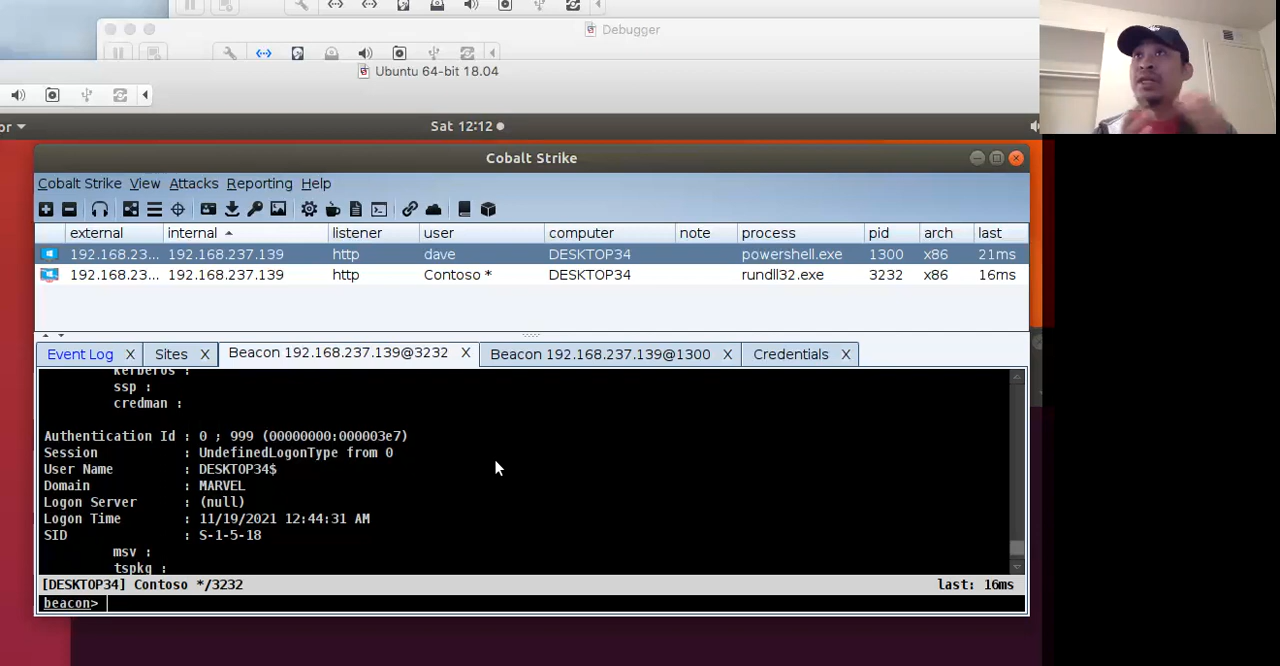 Debugger
Ubuntu 64-bit 18.04
or
Sat 12:12
Cobalt Strike
Cobalt Strike View Attacks Reporting Help
external internal listener user computer note process pid arch last
192.168.23... 192.168.237.139 http dave DESKTOP34 powershell.exe 1300 x86 21ms
192.168.23... 192.168.237.139 http Contoso * DESKTOP34 rundll32.exe 3232 x86 16ms
Event Log X Sites X Beacon 192.168.237.139@3232 X Beacon 192.168.237.139@1300 X Credentials X
kerberos :
ssp :
credman :
Authentication Id : 0 ; 999 (00000000:000003e7)
Session : UndefinedLogonType from 0
User Name : DESKTOP34$
Domain : MARVEL
Logon Server : (null)
Logon Time : 11/19/2021 12:44:31 AM
SID : S-1-5-18
msv :
tspkg :
[DESKTOP34] Contoso */3232 last: 16ms
beacon>